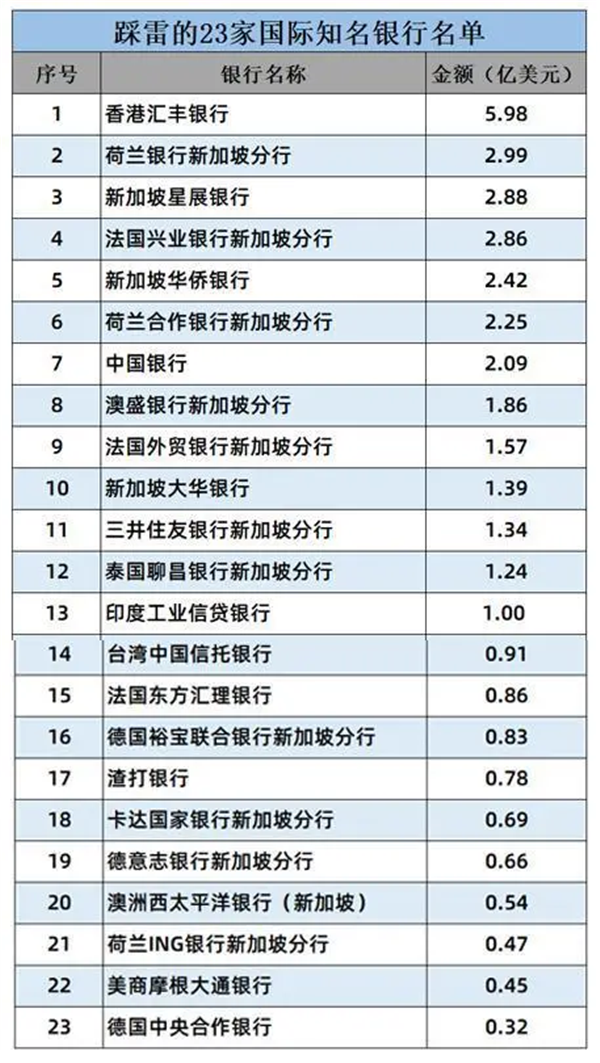 踩雷的23家国际知名银行名单
序号 银行名称 金额（亿美元）
1 香港汇丰银行 5.98
2 荷兰银行新加坡分行 2.99
3 新加坡星展银行 2.88
4 法国兴业银行新加坡分行 2.86
5 新加坡华侨银行 2.42
6 荷兰合作银行新加坡分行 2.25
7 中国银行 2.09
8 澳盛银行新加坡分行 1.86
9 法国外贸银行新加坡分行 1.57
10 新加坡大华银行 1.39
11 三井住友银行新加坡分行 1.34
12 泰国聊昌银行新加坡分行 1.24
13 印度工业信贷银行 1.00
14 台湾中国信托银行 0.91
15 法国东方汇理银行 0.86
16 德国裕宝联合银行新加坡分行 0.83
17 渣打银行 0.78
18 卡达国家银行新加坡分行 0.69
19 德意志银行新加坡分行 0.66
20 澳洲西太平洋银行（新加坡） 0.54
21 荷兰ING银行新加坡分行 0.47
22 美商摩根大通银行 0.45
23 德国中央合作银行 0.32